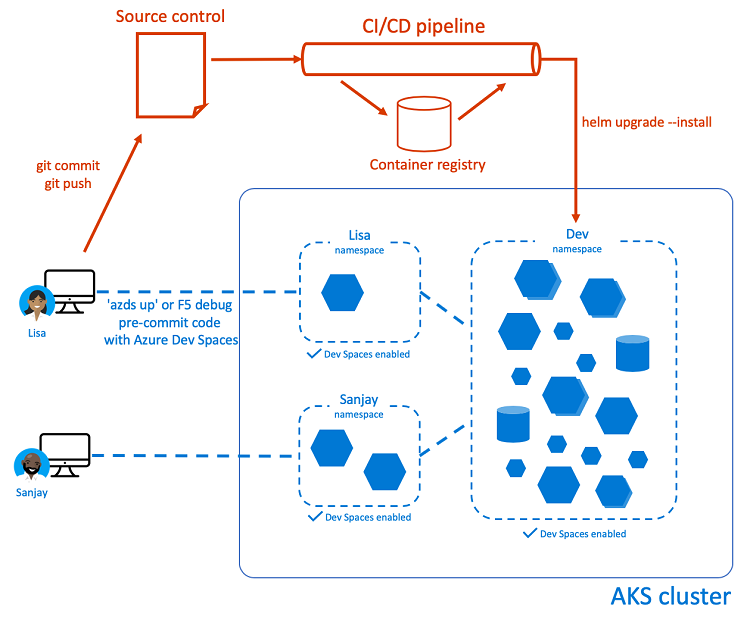 Source control
CI/CD pipeline
helm upgrade --install
Container registry
git commit
git push
Lisa
namespace
Dev
namespace
'azds up' or F5 debug
pre-commit code
with Azure Dev Spaces
Lisa
Dev Spaces enabled
Sanjay
namespace
Sanjay
Dev Spaces enabled
Dev Spaces enabled
AKS cluster